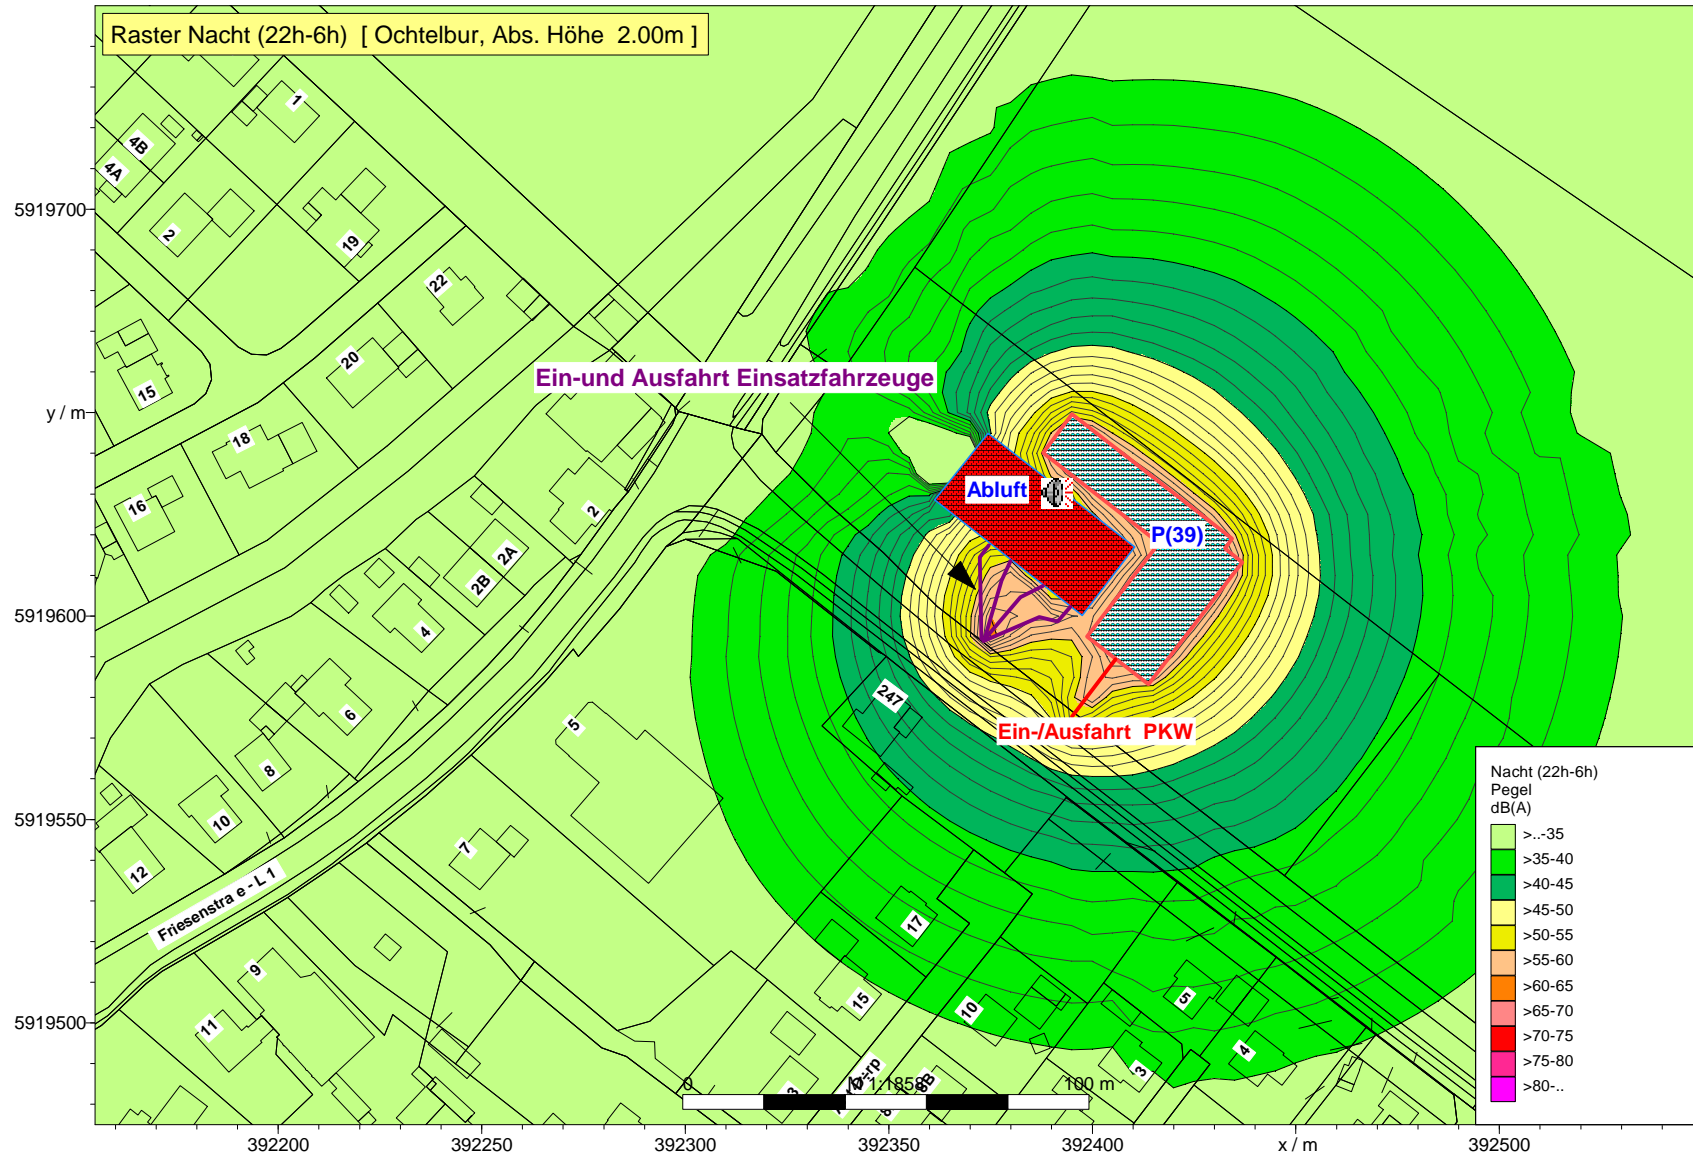 Raster Nacht (22h-6h) [ Ochtelbur, Abs. Höhe 2.00m ]
1
4B
4A
2
19
22
5919700
20
15
Ein-und Ausfahrt Einsatzfahrzeuge
y / m
18
16
2
Abluft
P(39)
2A
2B
4
5919600
6
247
5
Ein-/Ausfahrt PKW
8
10
7
12
5919550
Friesenstra e - L 1
17
9
15
10
5
11
5919500
4
3
0
M 1:1858
100 m
Nacht (22h-6h)
Pegel
dB(A)
>..-35
>35-40
>40-45
>45-50
>50-55
>55-60
>60-65
>65-70
>70-75
>75-80
>80-..
392200
392250
392300
392350
392400
x / m
392500